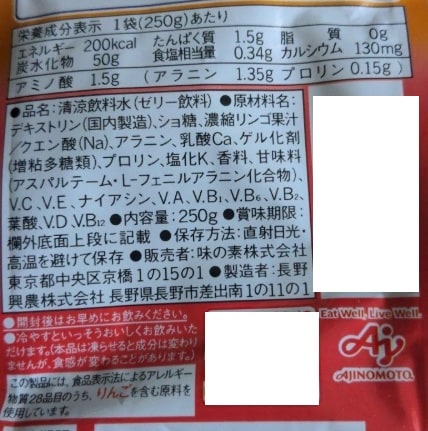 栄養成分表示 1袋(250g)あたり
エネルギー 200kcal たんぱく質 1.5g 脂質 0g
炭水化物 50g 食塩相当量 0.34g カルシウム 130mg
アミノ酸 1.5g (アラニン 1.35g プロリン 0.15g)
●品名:清涼飲料水(ゼリー飲料) ●原材料名:
デキストリン(国内製造)、ショ糖、濃縮リンゴ果汁
/クエン酸(Na)、アラニン、乳酸Ca、ゲル化剤
(増粘多糖類)、プロリン、塩化K、香料、甘味料
(アスパルテーム・L-フェニルアラニン化合物)、
V.C、V.E、ナイアシン、V.A、V.B₁、V.B₆、V.B₂、
葉酸、V.D、V.B₁₂ ●内容量:250g ●賞味期限:
欄外底面上段に記載 ●保存方法:直射日光・
高温を避けて保存 ●販売者:味の素株式会社
東京都中央区京橋1の15の1 ●製造者:長野
興農株式会社 長野県長野市差出南1の11の1
●開封後はお早めにお飲みください。
●冷やすといっそうおいしくお飲みいた
だけます。(本品は凍らせると成分は変わり
ませんが、食感が変わることがあります。)
この製品には、食品表示法によるアレルギー
物質28品目のうち、りんごを含む原料を
使用しています。
Eat Well, Live Well.
AJINOMOTO.